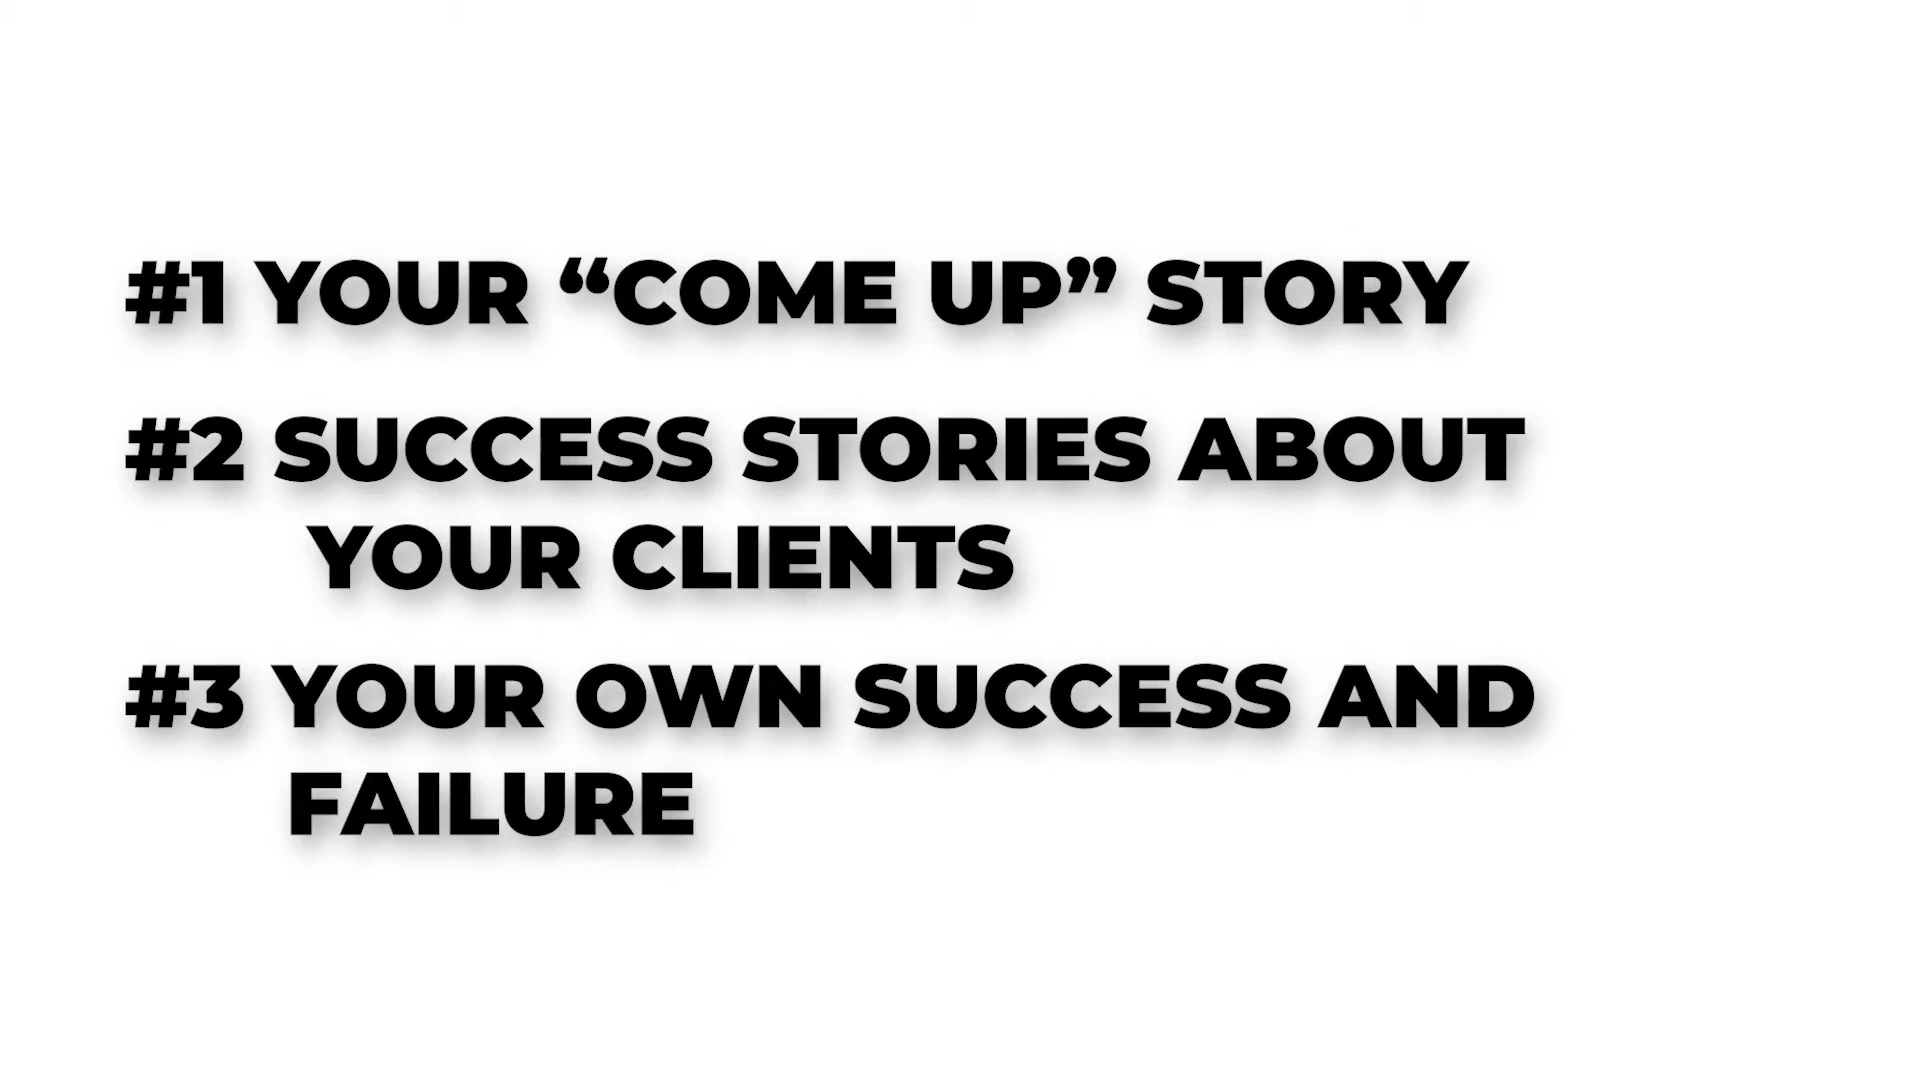 #1 YOUR “COME UP” STORY
#2 SUCCESS STORIES ABOUT
YOUR CLIENTS
#3 YOUR OWN SUCCESS AND
FAILURE